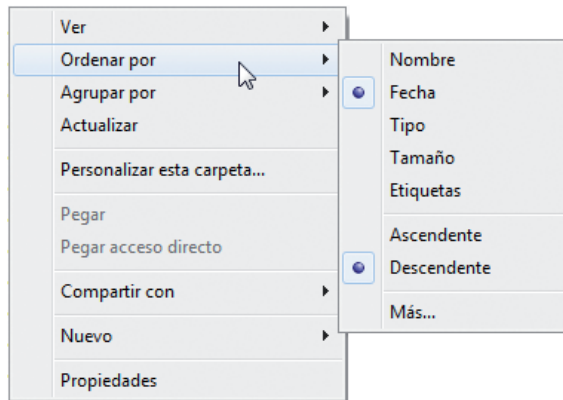 Ver
Ordenar por
Agrupar por
Actualizar
Personalizar esta carpeta...
Pegar
Pegar acceso directo
Compartir con
Nuevo
Propiedades
Nombre
Fecha
Tipo
Tamaño
Etiquetas
Ascendente
Descendente
Más...